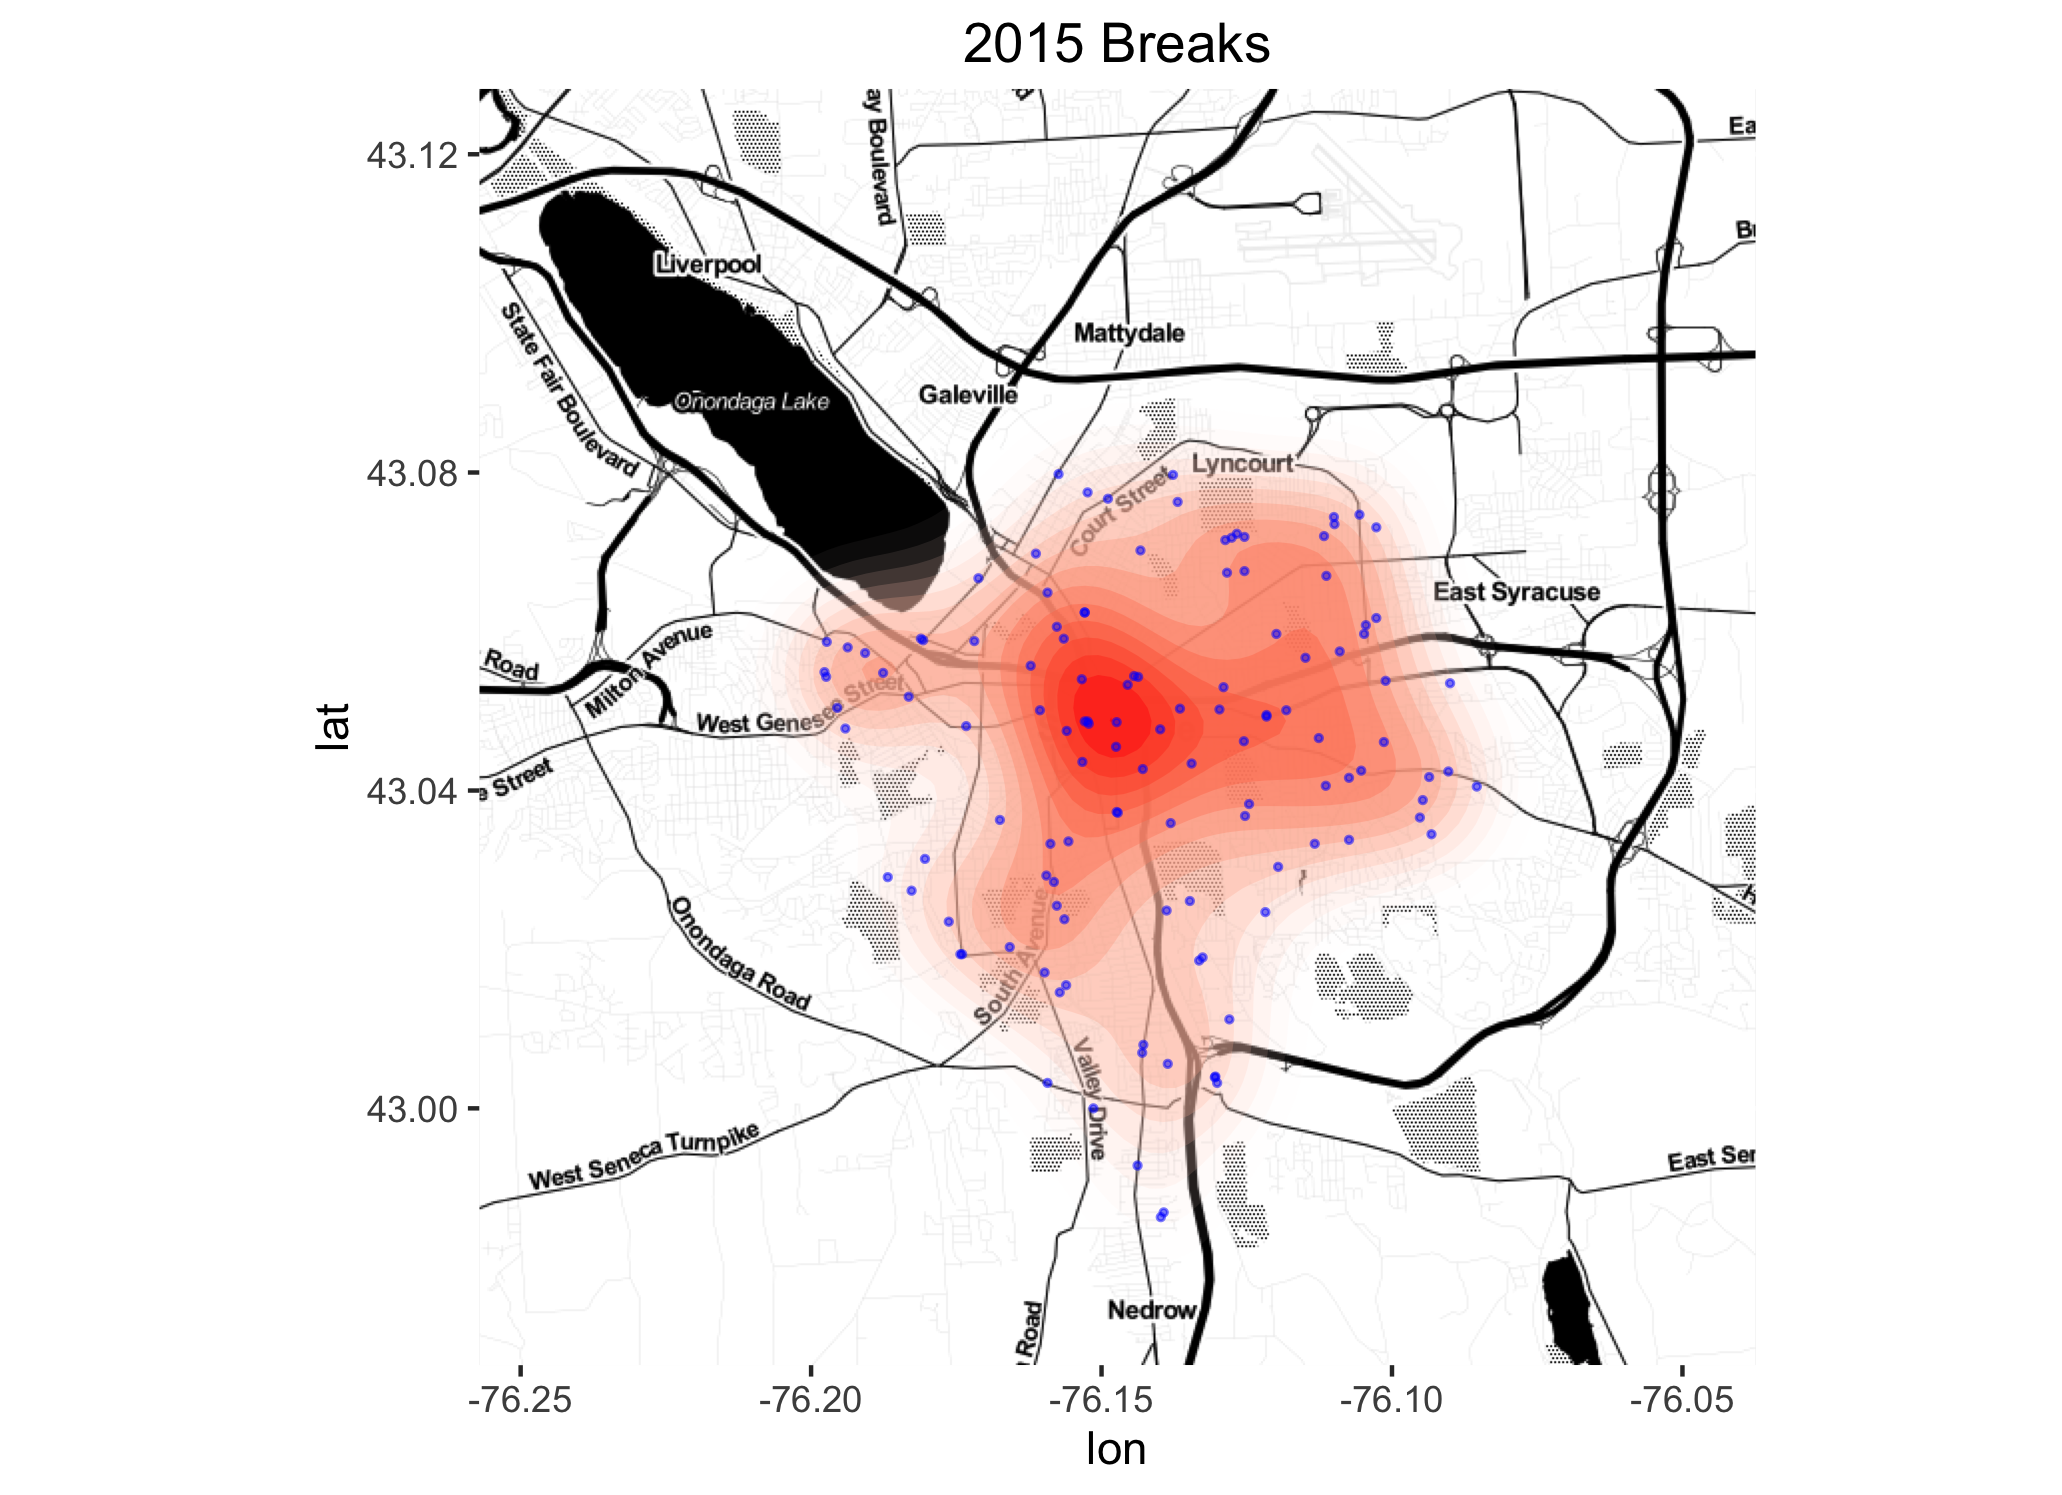 2015 Breaks
lat
43.12
43.08
43.04
43.00
ay Boulevard
Ea
Liverpool
Mattydale
State Fair Boulevard
Onondaga Lake
Galeville
Lyncourt
Court Street
East Syracuse
Road
Milton Avenue
West Genesee Street
e Street
Onondaga Road
South Avenue
Valley Drive
West Seneca Turnpike
East Ser
Nedrow
Road
-76.25
-76.20
-76.15
-76.10
-76.05
lon